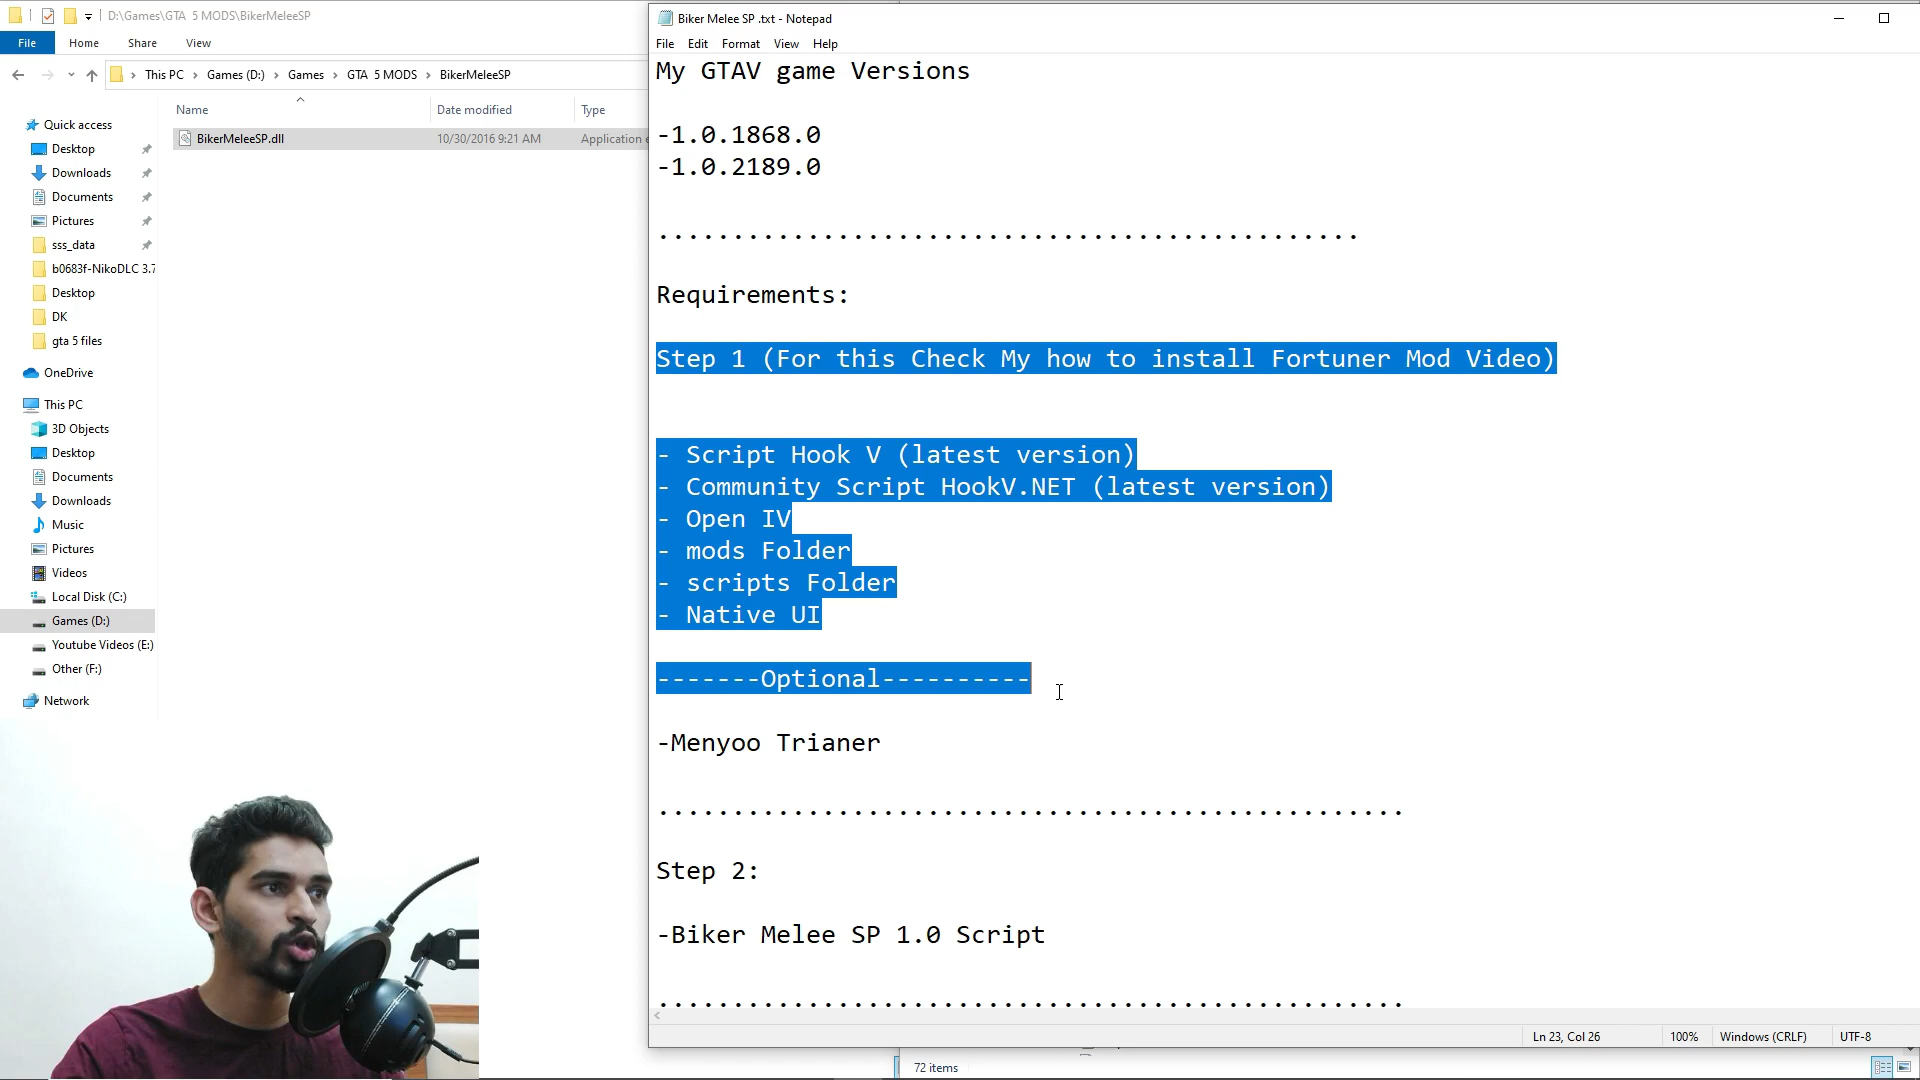 D:\Games\GTA 5 MODS\BikerMeleeSP
File Home Share View
This PC Games (D:) Games GTA 5 MODS BikerMeleeSP
Name Date modified Type
BikerMeleeSP.dll 10/30/2016 9:21 AM Application e
Quick access
Desktop
Downloads
Documents
Pictures
sss_data
b0683f-NikoDLC 3.7
Desktop
DK
gta 5 files
OneDrive
This PC
3D Objects
Desktop
Documents
Downloads
Music
Pictures
Videos
Local Disk (C:)
Games (D:)
Youtube Videos (E:)
Other (F:)
Network
Biker Melee SP .txt - Notepad
File Edit Format View Help
My GTAV game Versions
-1.0.1868.0
-1.0.2189.0
...............................................
Requirements:
Step 1 (For this Check My how to install Fortuner Mod Video)
- Script Hook V (latest version)
- Community Script HookV.NET (latest version)
- Open IV
- mods Folder
- scripts Folder
- Native UI
-------Optional----------
-Menyoo Trianer
..................................................
Step 2:
-Biker Melee SP 1.0 Script
..................................................
Ln 23, Col 26 100% Windows (CRLF) UTF-8
72 items